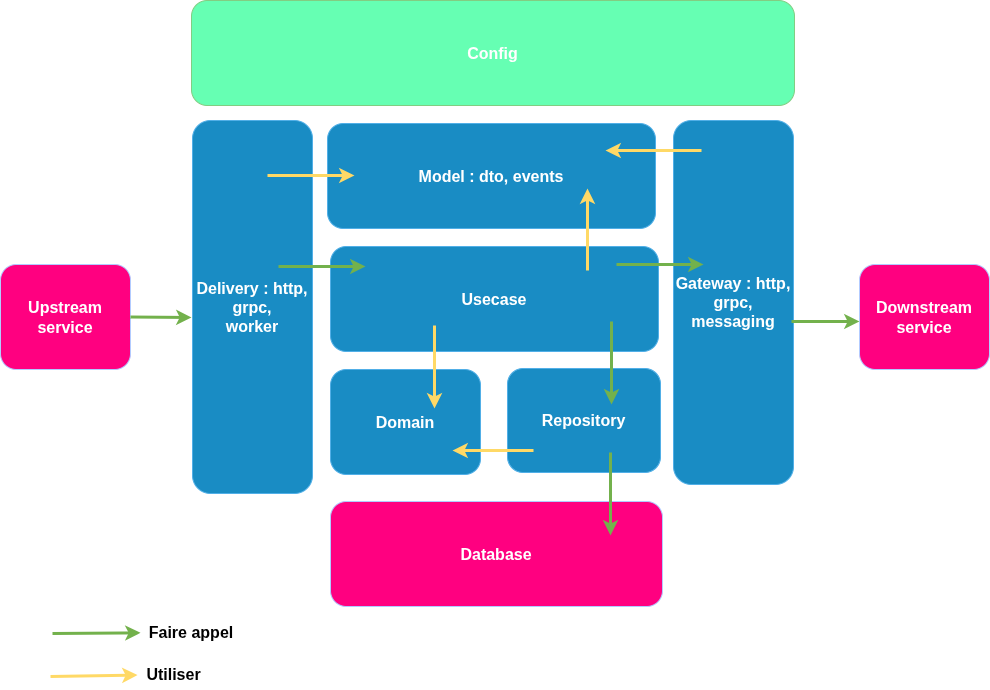 Config
Model : dto, events
Delivery : http,
grpc,
worker
Usecase
Gateway : http,
grpc,
messaging
Upstream
service
Downstream
service
Domain
Repository
Database
Faire appel
Utiliser